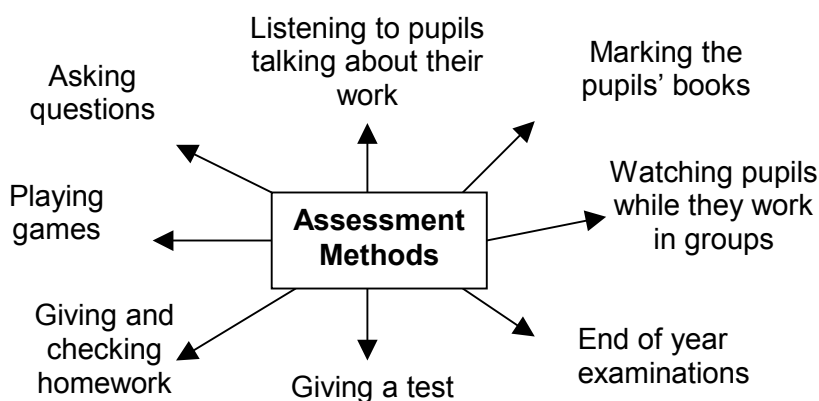 Listening to pupils
talking about their
work
Marking the
pupils’ books
Asking
questions
Watching pupils
while they work
in groups
Playing
games
Assessment
Methods
Giving and
checking
homework
Giving a test
End of year
examinations